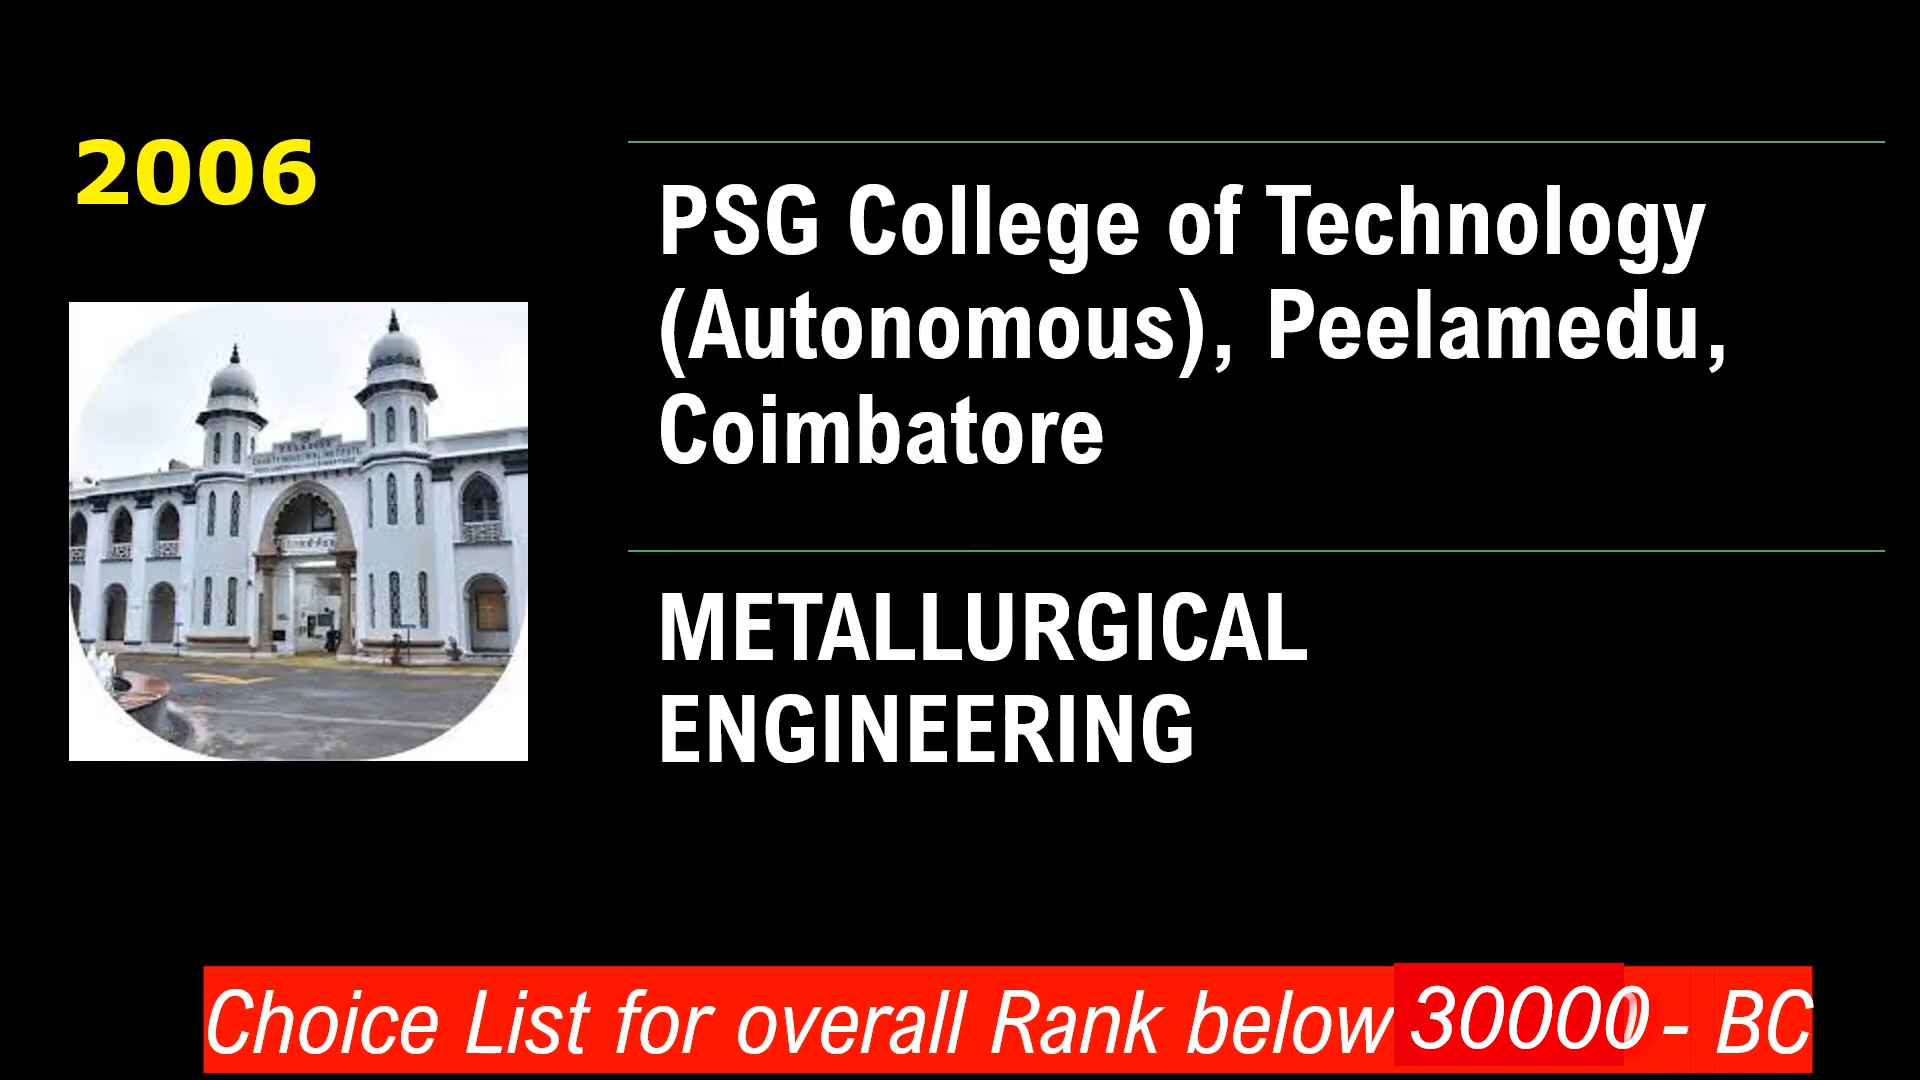 2006
PSG College of Technology
(Autonomous), Peelamedu,
Coimbatore
METALLURGICAL
ENGINEERING
Choice List for overall Rank below 30000 - BC